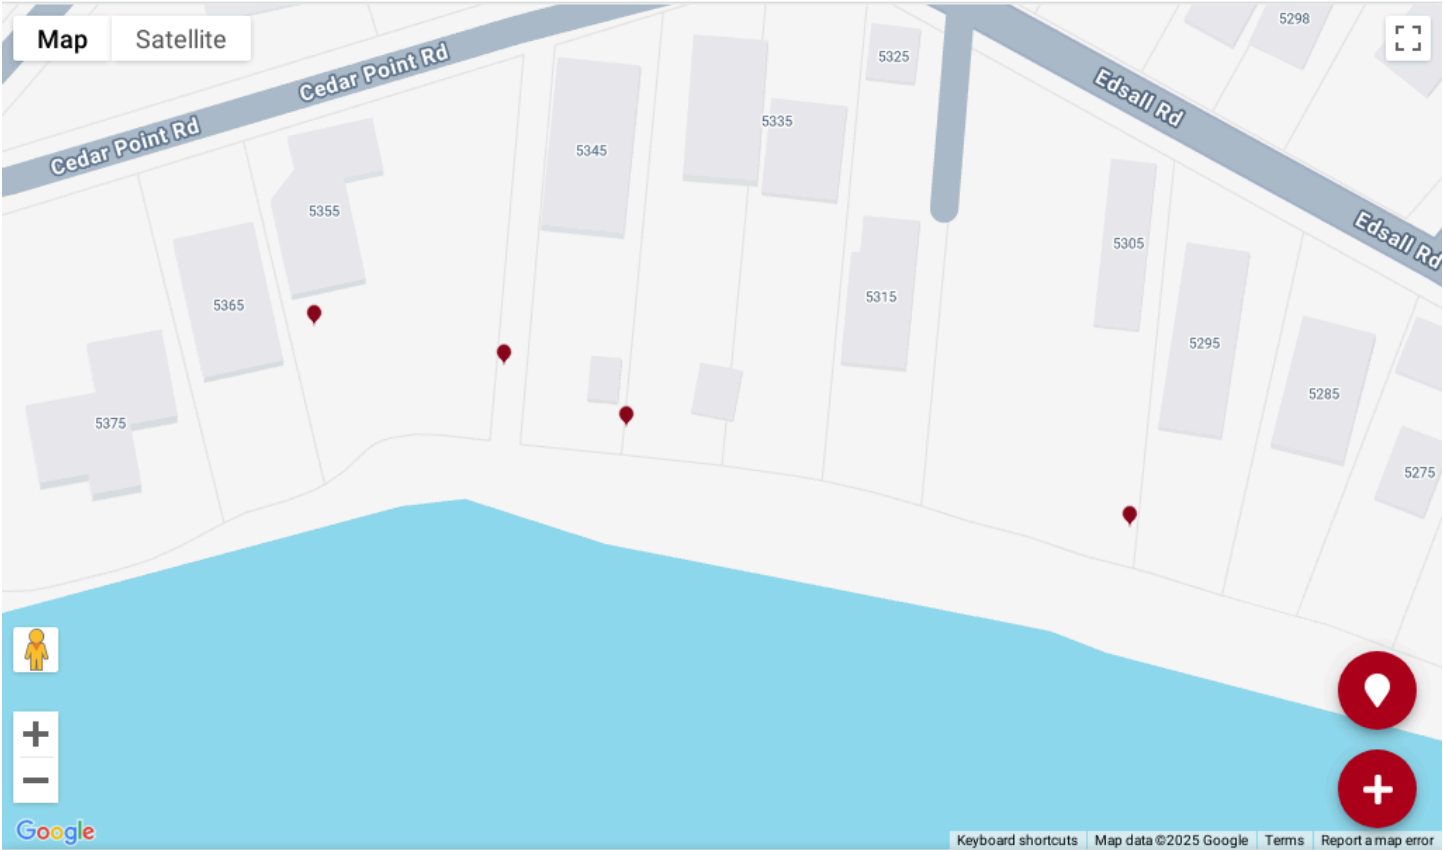 Map
Satellite
5298
5325
Cedar Point Rd
Edsall Rd
5335
Cedar Point Rd
5345
5355
Edsall Rd
5305
5315
5365
5295
5285
5375
5275
Google
Keyboard shortcuts
Map data ©2025 Google
Terms
Report a map error